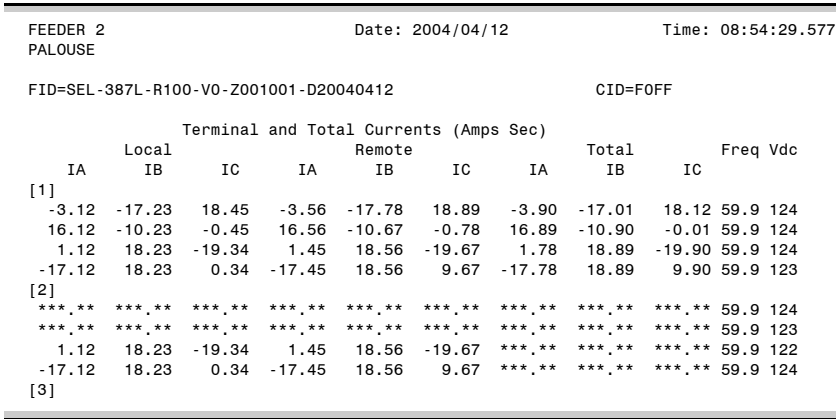 FEEDER 2 Date: 2004/04/12 Time: 08:54:29.577
PALOUSE
FID=SEL-387L-R100-V0-Z001001-D20040412 CID=F0FF
Terminal and Total Currents (Amps Sec)
Local Remote Total Freq Vdc
IA IB IC IA IB IC IA IB IC
[1]
-3.12 -17.23 18.45 -3.56 -17.78 18.89 -3.90 -17.01 18.12 59.9 124
16.12 -10.23 -0.45 16.56 -10.67 -0.78 16.89 -10.90 -0.01 59.9 124
1.12 18.23 -19.34 1.45 18.56 -19.67 1.78 18.89 -19.90 59.9 124
-17.12 18.23 0.34 -17.45 18.56 9.67 -17.78 18.89 9.90 59.9 123
[2]
***.** ***.** ***.** ***.** ***.** ***.** ***.** ***.** ***.** 59.9 124
***.** ***.** ***.** ***.** ***.** ***.** ***.** ***.** ***.** 59.9 123
1.12 18.23 -19.34 1.45 18.56 -19.67 ***.** ***.** ***.** 59.9 122
-17.12 18.23 0.34 -17.45 18.56 9.67 ***.** ***.** ***.** 59.9 124
[3]